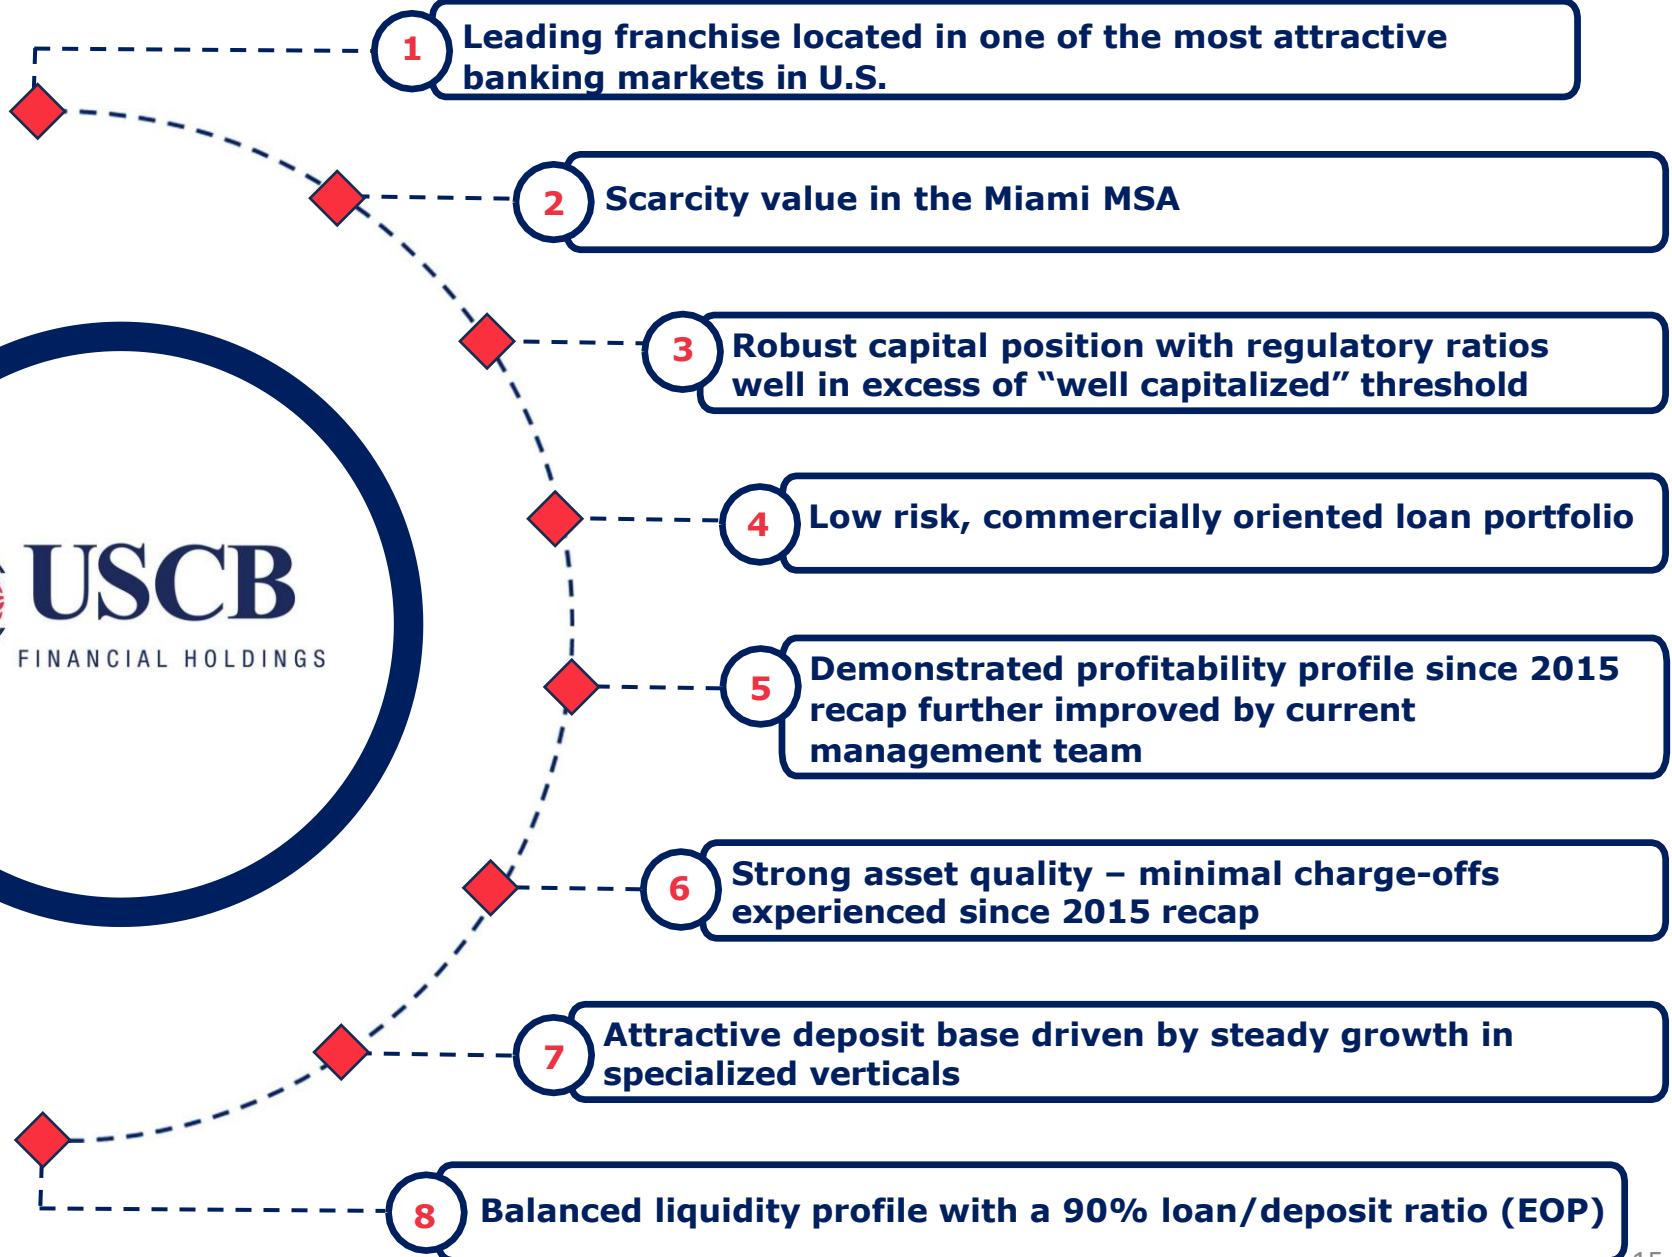 1
Leading franchise located in one of the most attractive
banking markets in U.S.
2
Scarcity value in the Miami MSA
3
Robust capital position with regulatory ratios
well in excess of “well capitalized” threshold
4
Low risk, commercially oriented loan portfolio
USCB
FINANCIAL HOLDINGS
5
Demonstrated profitability profile since 2015
recap further improved by current
management team
6
Strong asset quality – minimal charge-offs
experienced since 2015 recap
7
Attractive deposit base driven by steady growth in
specialized verticals
8
Balanced liquidity profile with a 90% loan/deposit ratio (EOP)